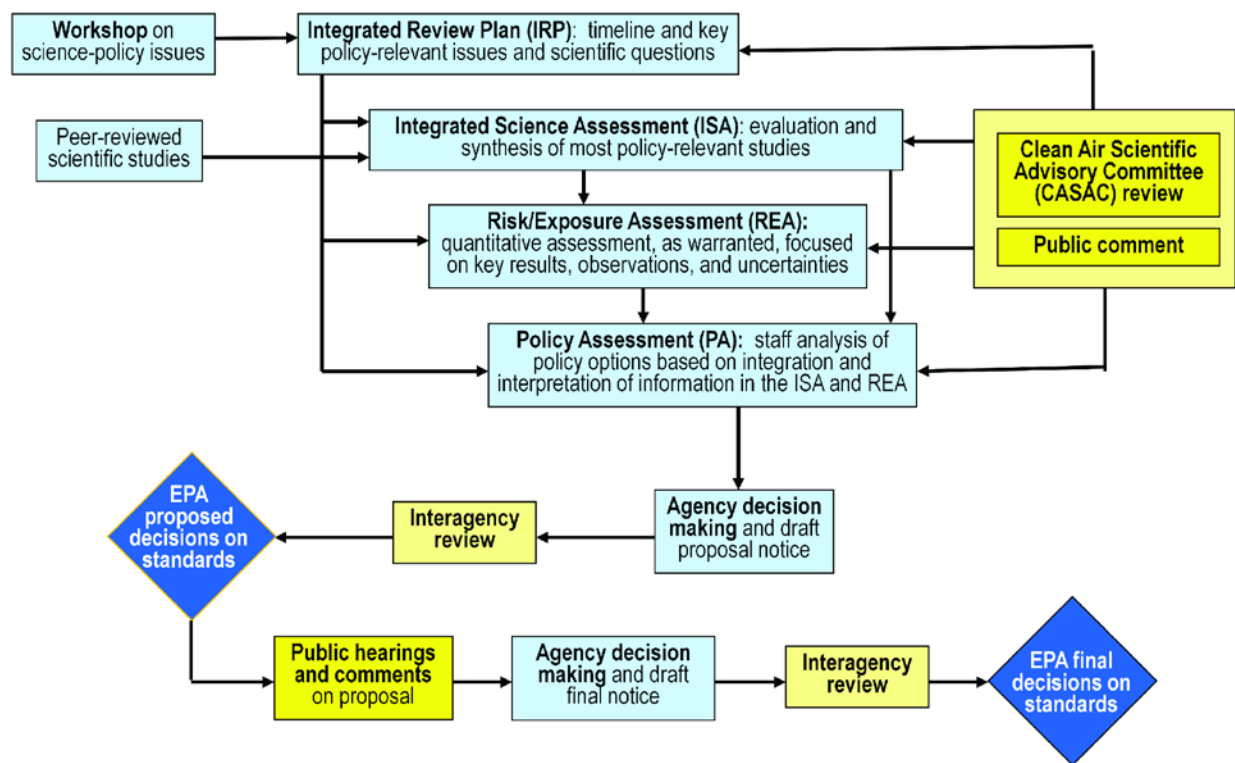 Workshop on
science-policy issues
Integrated Review Plan (IRP): timeline and key
policy-relevant issues and scientific questions
Peer-reviewed
scientific studies
Integrated Science Assessment (ISA): evaluation and
synthesis of most policy-relevant studies
Clean Air Scientific
Advisory Committee
(CASAC) review
Public comment
Risk/Exposure Assessment (REA):
quantitative assessment, as warranted, focused
on key results, observations, and uncertainties
Policy Assessment (PA): staff analysis of
policy options based on integration and
interpretation of information in the ISA and REA
Agency decision
making and draft
proposal notice
Interagency
review
EPA
proposed
decisions on
standards
Public hearings
and comments
on proposal
Agency decision
making and draft
final notice
Interagency
review
EPA final
decisions on
standards